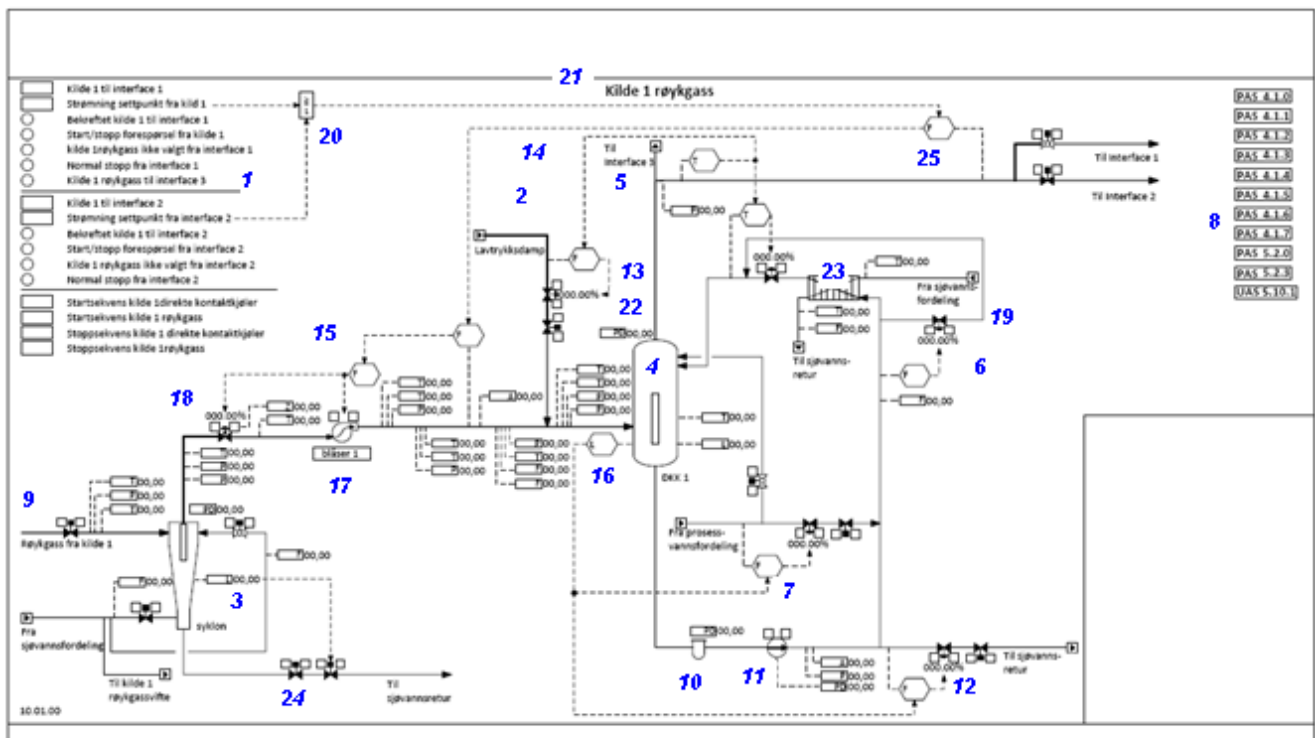 21
Kilde 1 røykgass
Kilde 1 til interface 1
Strømning settpunkt fra kild 1
Bekreftet kilde 1 til interface 1
Start/stopp forespørsel fra kilde 1
kilde 1røykgass ikke valgt fra interface 1
Normal stopp fra interface 1
Kilde 1 røykgass til interface 3
1
Kilde 1 til interface 2
Strømning settpunkt fra interface 2
Bekreftet kilde 1 til interface 2
Start/stopp forespørsel fra interface 2
Kilde 1 røykgass ikke valgt fra interface 2
Normal stopp fra interface 2
Startsekvens kilde 1direkte kontaktkjøler
Startsekvens kilde 1 røykgass
Stoppsekvens kilde 1 direkte kontaktkjøler
Stoppsekvens kilde 1røykgass
20
14
2
Til
Interface 3
5
25
Til Interface 1
Til Interface 2
PAS 4.1.0
PAS 4.1.1
PAS 4.1.2
PAS 4.1.3
PAS 4.1.4
PAS 4.1.5
PAS 4.1.6
PAS 4.1.7
PAS 5.2.0
PAS 5.2.3
UAS 5.10.1
8
Lavtrykksdamp
13
000.00%
22
000.00%
23
Fra sjøvanns-
fordeling
19
000.00%
6
Til sjøvanns-
retur
15
18
000.00%
4
blåser 1
17
16
DKK 1
9
Røykgass fra kilde 1
3
syklon
Fra
sjøvannsfordeling
Til kilde 1
røykgassvifte
24
Til
sjøvannsretur
Fra prosess-
vannsfordeling
000.00%
7
10
11
000.00%
12
Til sjøvanns-
retur
10.01.00